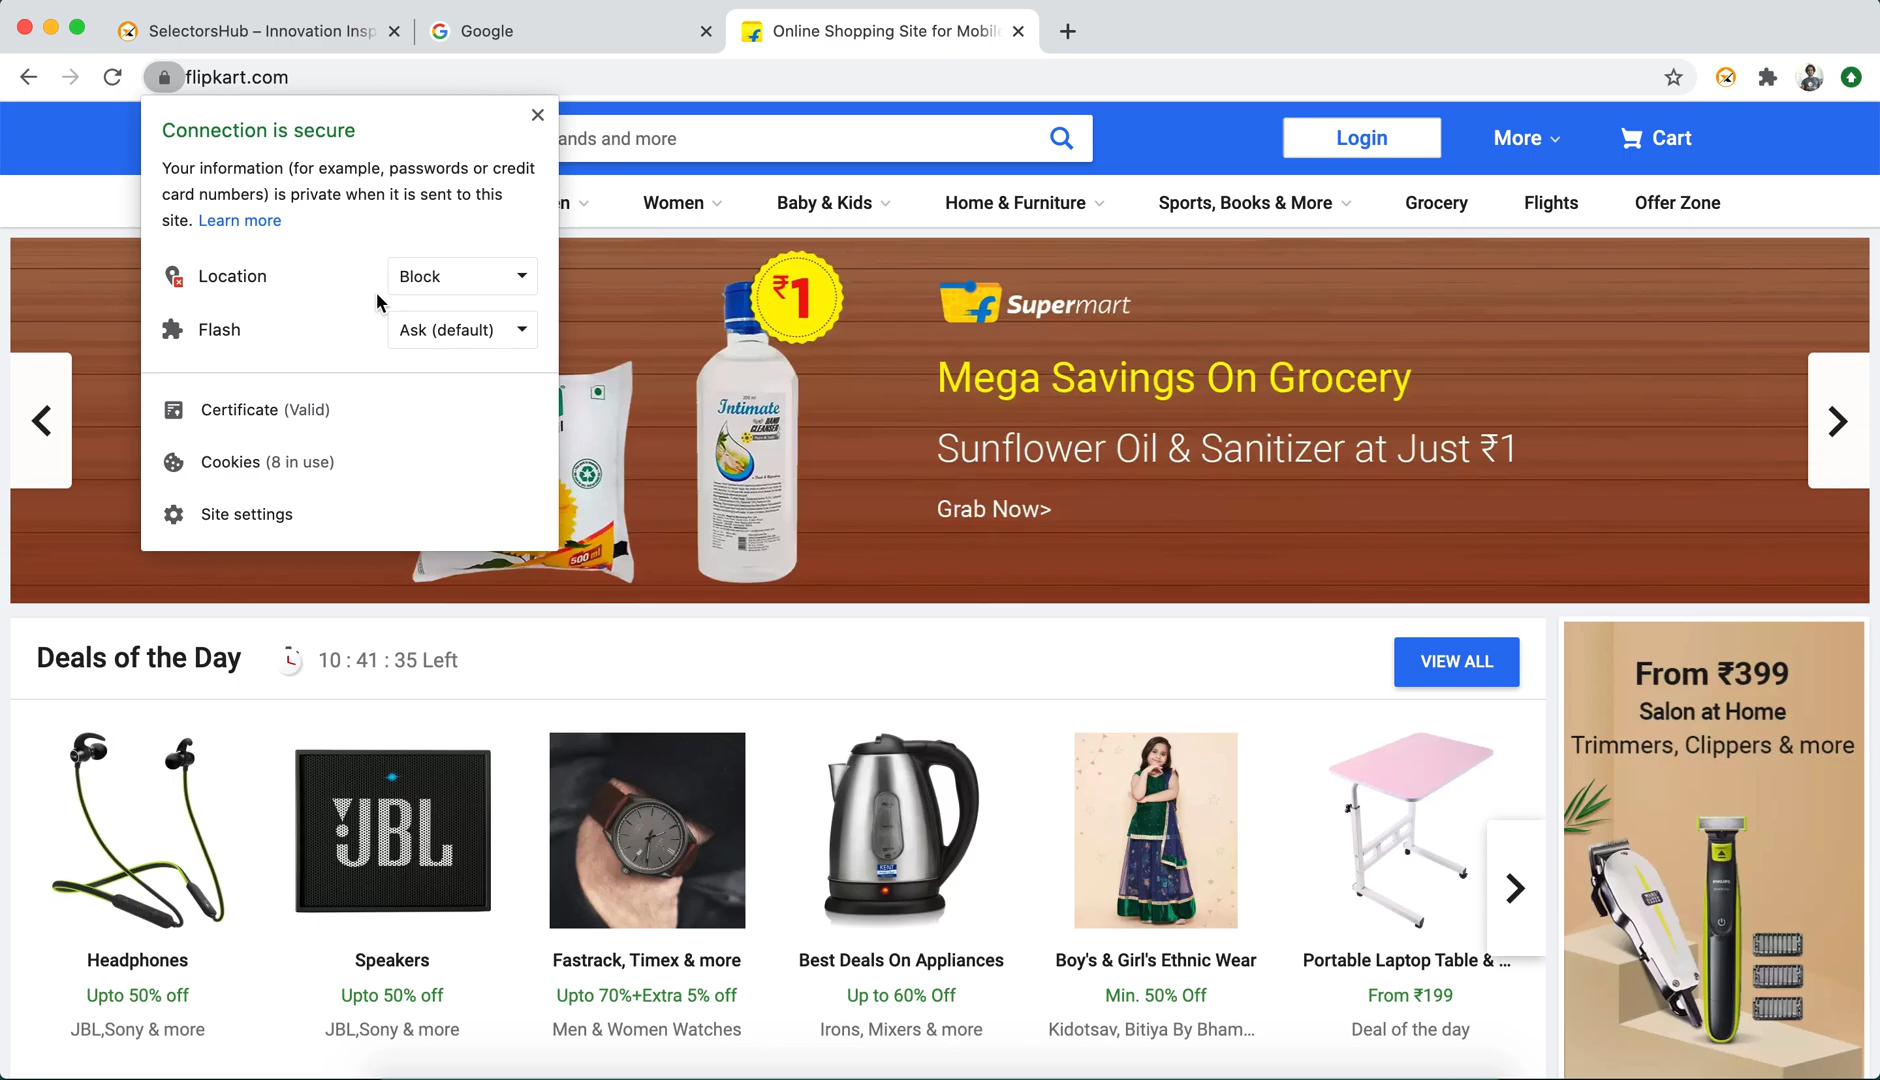 SelectorsHub – Innovation Insp
Google
Online Shopping Site for Mobil
flipkart.com
Connection is secure
Your information (for example, passwords or credit
card numbers) is private when it is sent to this
site. Learn more
Location
Block
Flash
Ask (default)
Certificate (Valid)
Cookies (8 in use)
Site settings
ands and more
Login
More
Cart
en
Women
Baby & Kids
Home & Furniture
Sports, Books & More
Grocery
Flights
Offer Zone
₹1
Intimate
HAND
CLEANSER
500 ml
Supermart
Mega Savings On Grocery
Sunflower Oil & Sanitizer at Just ₹1
Grab Now>
Deals of the Day
10 : 41 : 35 Left
VIEW ALL
JBL
KENT
Headphones
Upto 50% off
JBL,Sony & more
Speakers
Upto 50% off
JBL,Sony & more
Fastrack, Timex & more
Upto 70%+Extra 5% off
Men & Women Watches
Best Deals On Appliances
Up to 60% Off
Irons, Mixers & more
Boy's & Girl's Ethnic Wear
Min. 50% Off
Kidotsav, Bitiya By Bham...
Portable Laptop Table & ...
From ₹199
Deal of the day
From ₹399
Salon at Home
Trimmers, Clippers & more
PHILIPS